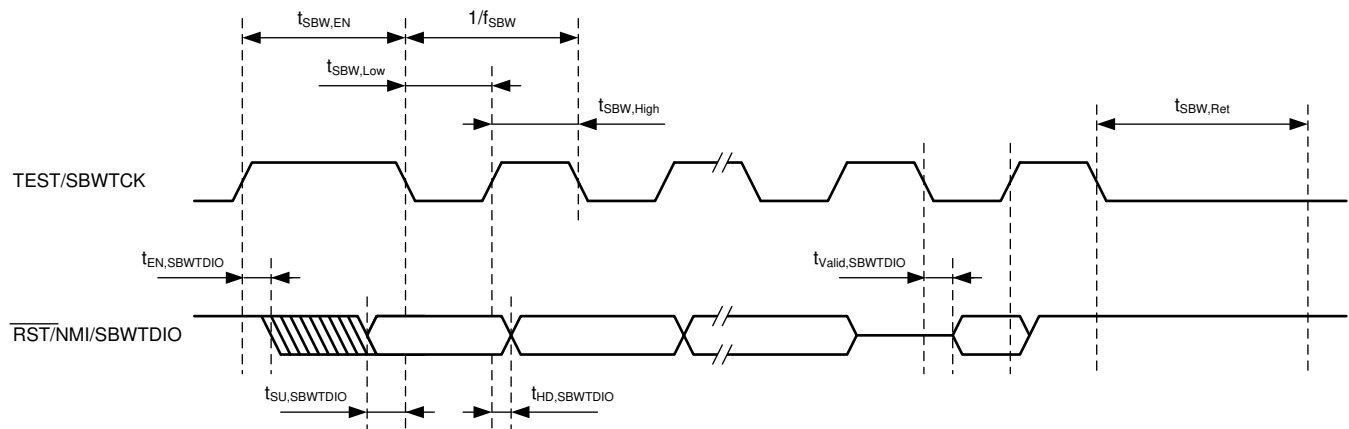 tSBW,EN
1/fSBW
tSBW,Low
tSBW,High
tSBW,Ret
TEST/SBWTCK
tEN,SBWTDIO
tValid,SBWTDIO
RST/NMI/SBWTDIO
tSU,SBWTDIO
tHD,SBWTDIO